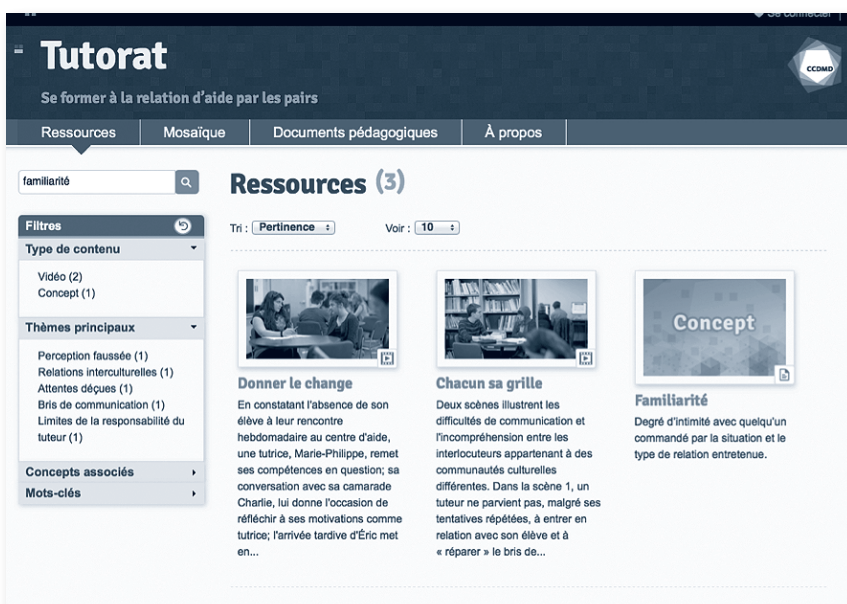 Se connecter
Tutorat
Se former à la relation d'aide par les pairs
CCDMD
Ressources Mosaïque Documents pédagogiques À propos
familiarité
Ressources (3)
Filtres
Tri : Pertinence Voir : 10
Type de contenu
Vidéo (2)
Concept (1)
Thèmes principaux
Perception faussée (1)
Relations interculturelles (1)
Attentes déçues (1)
Bris de communication (1)
Limites de la responsabilité du
tuteur (1)
Concepts associés
Mots-clés
Donner le change
En constatant l'absence de son
élève à leur rencontre
hebdomadaire au centre d'aide,
une tutrice, Marie-Philippe, remet
ses compétences en question; sa
conversation avec sa camarade
Charlie, lui donne l'occasion de
réfléchir à ses motivations comme
tutrice; l'arrivée tardive d'Éric met
en...
Chacun sa grille
Deux scènes illustrent les
difficultés de communication et
l'incompréhension entre les
interlocuteurs appartenant à des
communautés culturelles
différentes. Dans la scène 1, un
tuteur ne parvient pas, malgré ses
tentatives répétées, à entrer en
relation avec son élève et à
« réparer » le bris de...
Concept
Familiarité
Degré d'intimité avec quelqu'un
commandé par la situation et le
type de relation entretenue.